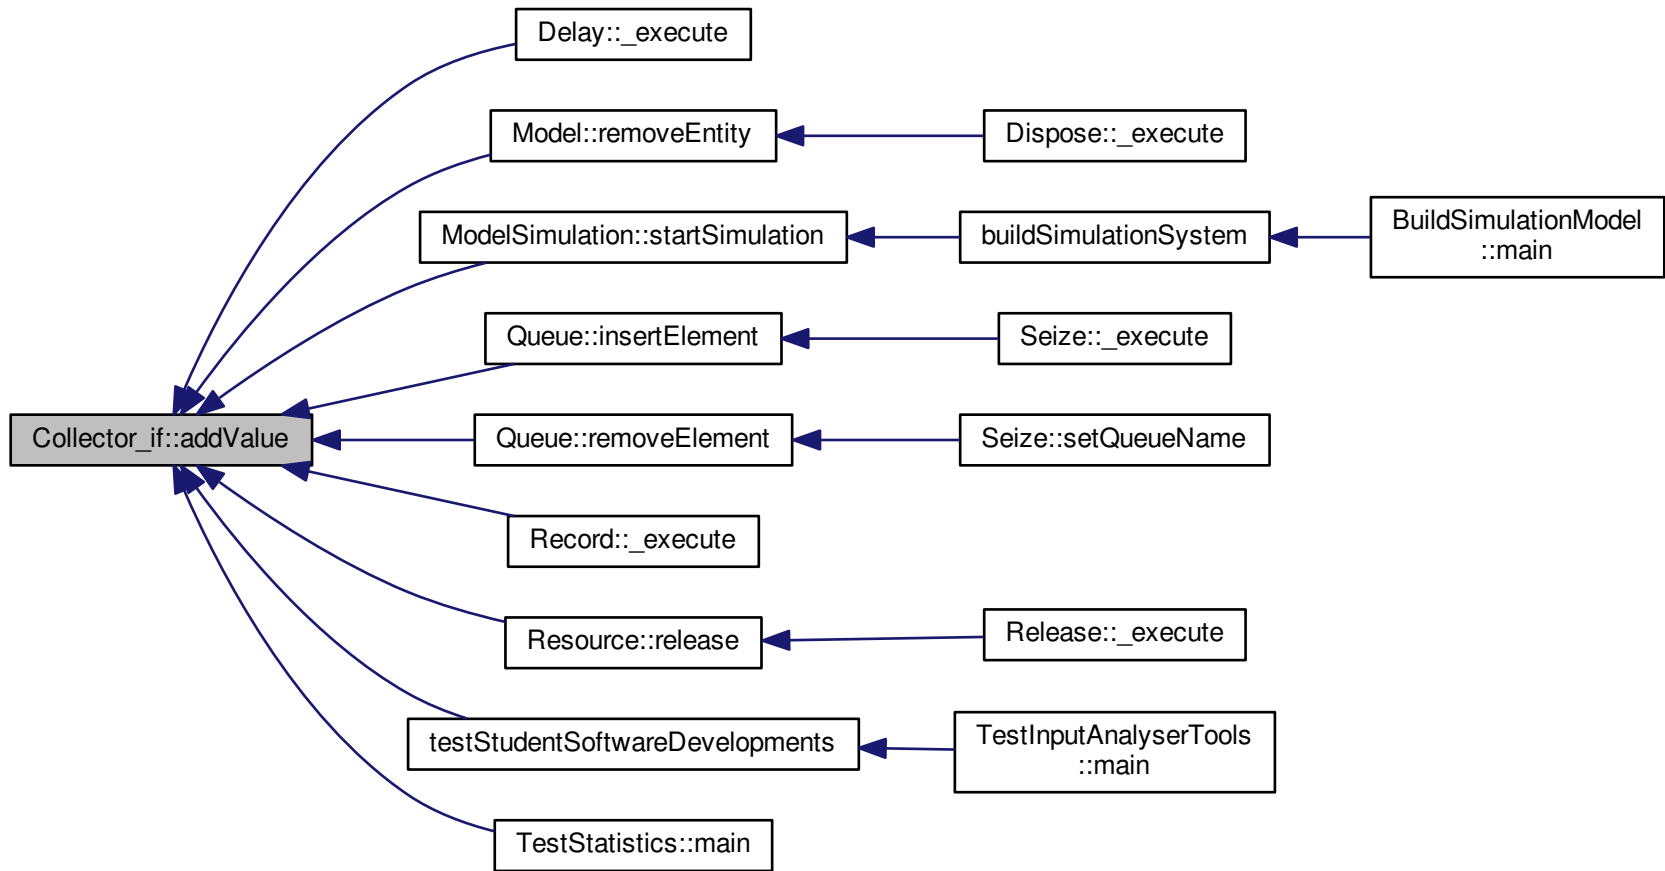 Delay::_execute
Model::removeEntity
Dispose::_execute
ModelSimulation::startSimulation
buildSimulationSystem
BuildSimulationModel
::main
Queue::insertElement
Seize::_execute
Collector_if::addValue
Queue::removeElement
Seize::setQueueName
Record::_execute
Resource::release
Release::_execute
testStudentSoftwareDevelopments
TestInputAnalyserTools
::main
TestStatistics::main